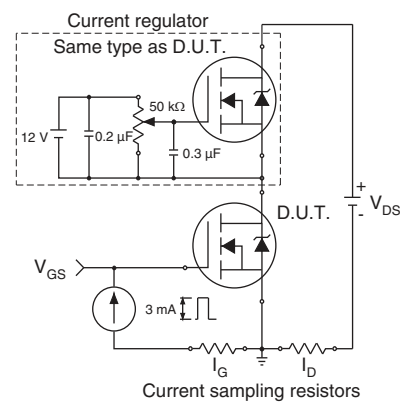 Current regulator
Same type as D.U.T.
50 kΩ
12 V
0.2 µF
0.3 µF
+
V_DS
-
D.U.T.
V_GS
3 mA
I_G
I_D
Current sampling resistors